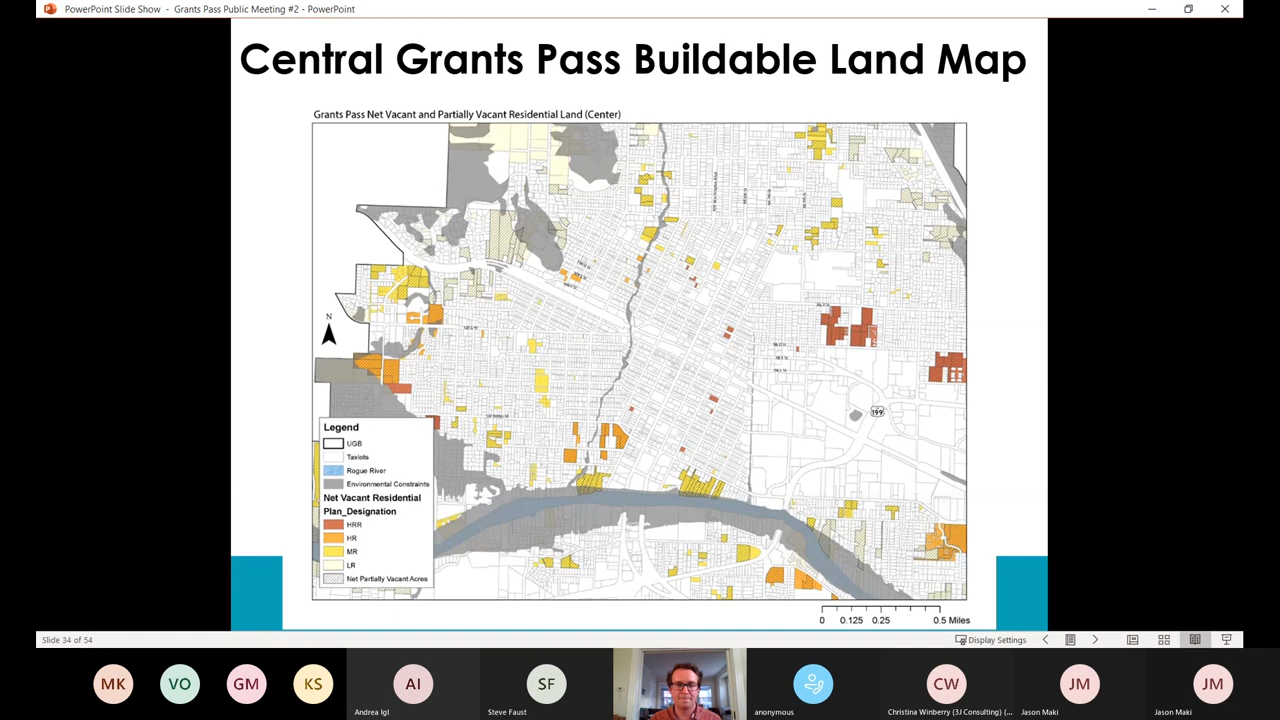 PowerPoint Slide Show - Grants Pass Public Meeting #2 - PowerPoint
Central Grants Pass Buildable Land Map
Grants Pass Net Vacant and Partially Vacant Residential Land (Center)
N
199
Legend
UGB
Taxlots
Rogue River
Environmental Constraints
Net Vacant Residential
Plan_Designation
HRR
HR
MR
LR
Net Partially Vacant Acres
0 0.125 0.25 0.5 Miles
Slide 34 of 54
Display Settings
MK
VO
GM
KS
AI
SF
CW
JM
JM
Andrea Igl
Steve Faust
anonymous
Christina Winberry (3J Consulting) (...
Jason Maki
Jason Maki